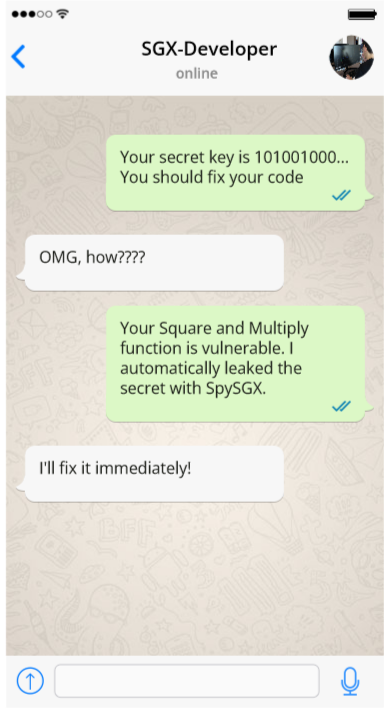 SGX-Developer
online
Your secret key is 101001000...
You should fix your code
OMG, how????
Your Square and Multiply
function is vulnerable. I
automatically leaked the
secret with SpySGX.
I'll fix it immediately!